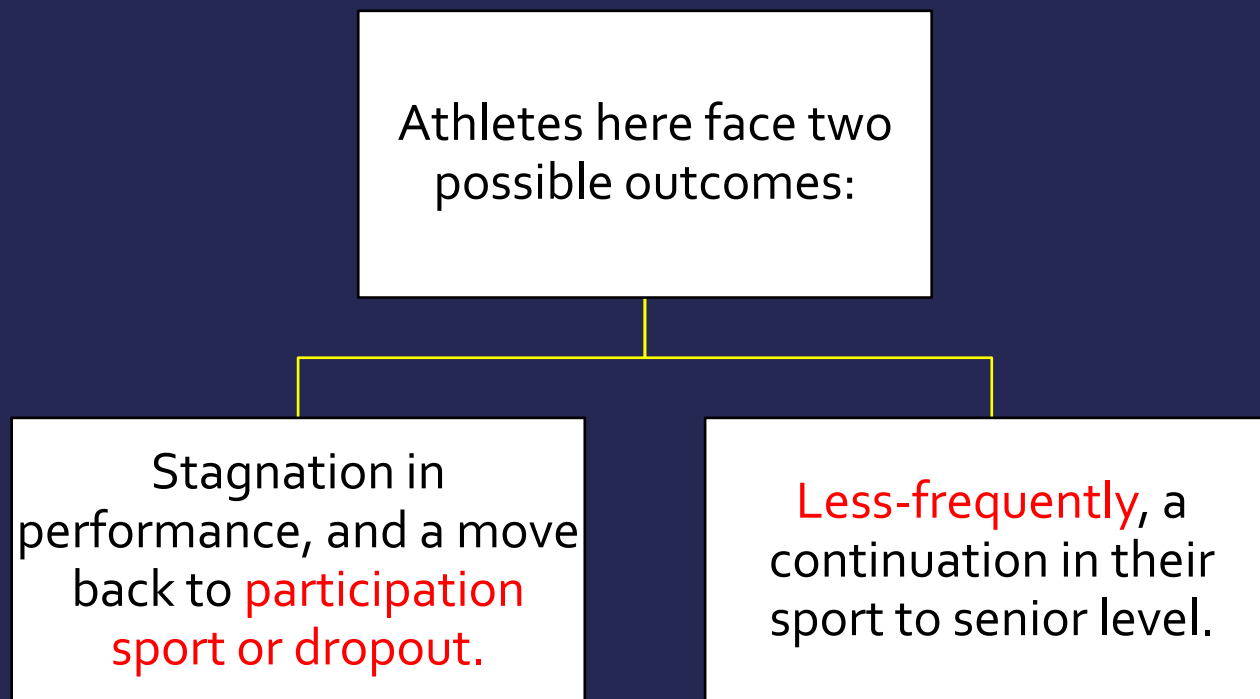 Athletes here face two
possible outcomes:
Stagnation in
performance, and a move
back to participation
sport or dropout.
Less-frequently, a
continuation in their
sport to senior level.